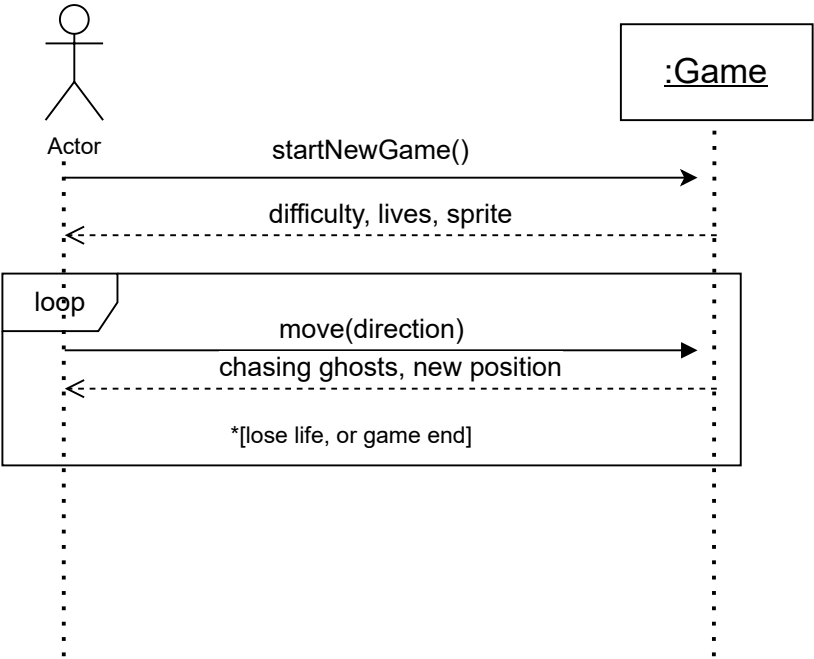 :Game
Actor
startNewGame()
difficulty, lives, sprite
loop
move(direction)
chasing ghosts, new position
*[lose life, or game end]